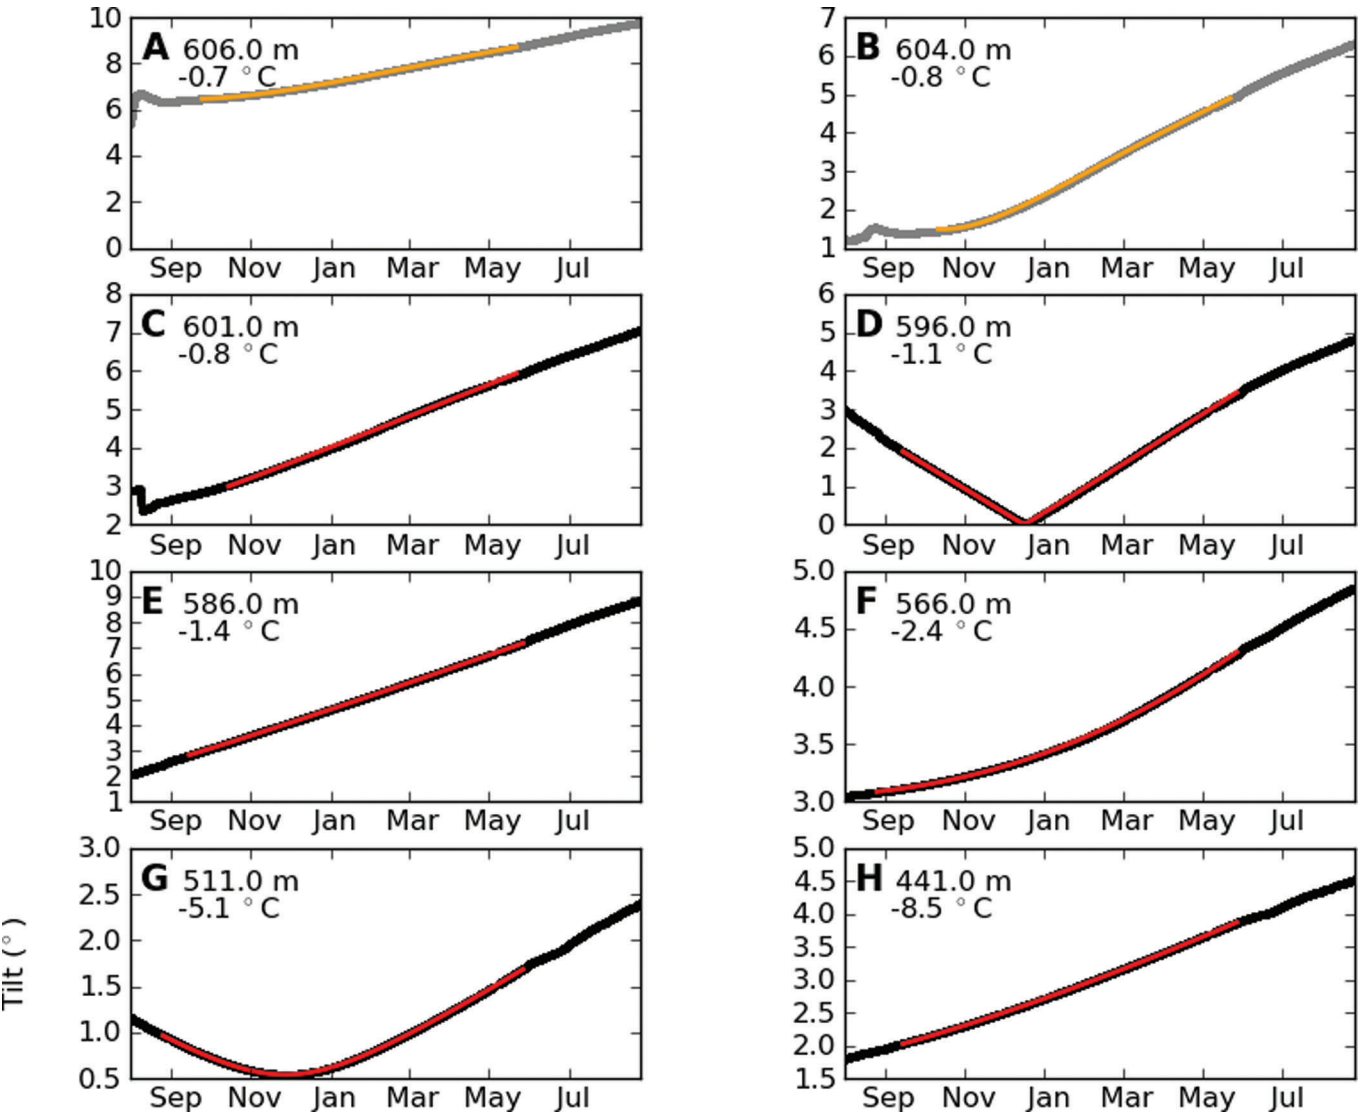 A 606.0 m
-0.7 °C
10
8
6
4
2
0
Sep Nov Jan Mar May Jul
B 604.0 m
-0.8 °C
7
6
5
4
3
2
1
Sep Nov Jan Mar May Jul
C 601.0 m
-0.8 °C
8
7
6
5
4
3
2
Sep Nov Jan Mar May Jul
D 596.0 m
-1.1 °C
6
5
4
3
2
1
0
Sep Nov Jan Mar May Jul
E 586.0 m
-1.4 °C
10
9
8
7
6
5
4
3
2
1
Sep Nov Jan Mar May Jul
F 566.0 m
-2.4 °C
5.0
4.5
4.0
3.5
3.0
Sep Nov Jan Mar May Jul
G 511.0 m
-5.1 °C
3.0
2.5
2.0
1.5
1.0
0.5
Sep Nov Jan Mar May Jul
H 441.0 m
-8.5 °C
5.0
4.5
4.0
3.5
3.0
2.5
2.0
1.5
Sep Nov Jan Mar May Jul
Tilt (°)